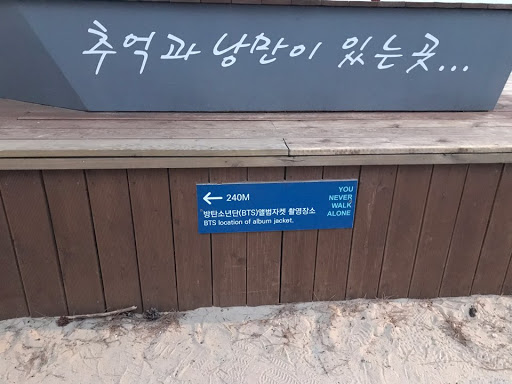 추억과 낭만이 있는 곳...
← 240M
방탄소년단(BTS)앨범자켓 촬영장소
BTS location of album jacket.
YOU
NEVER
WALK
ALONE